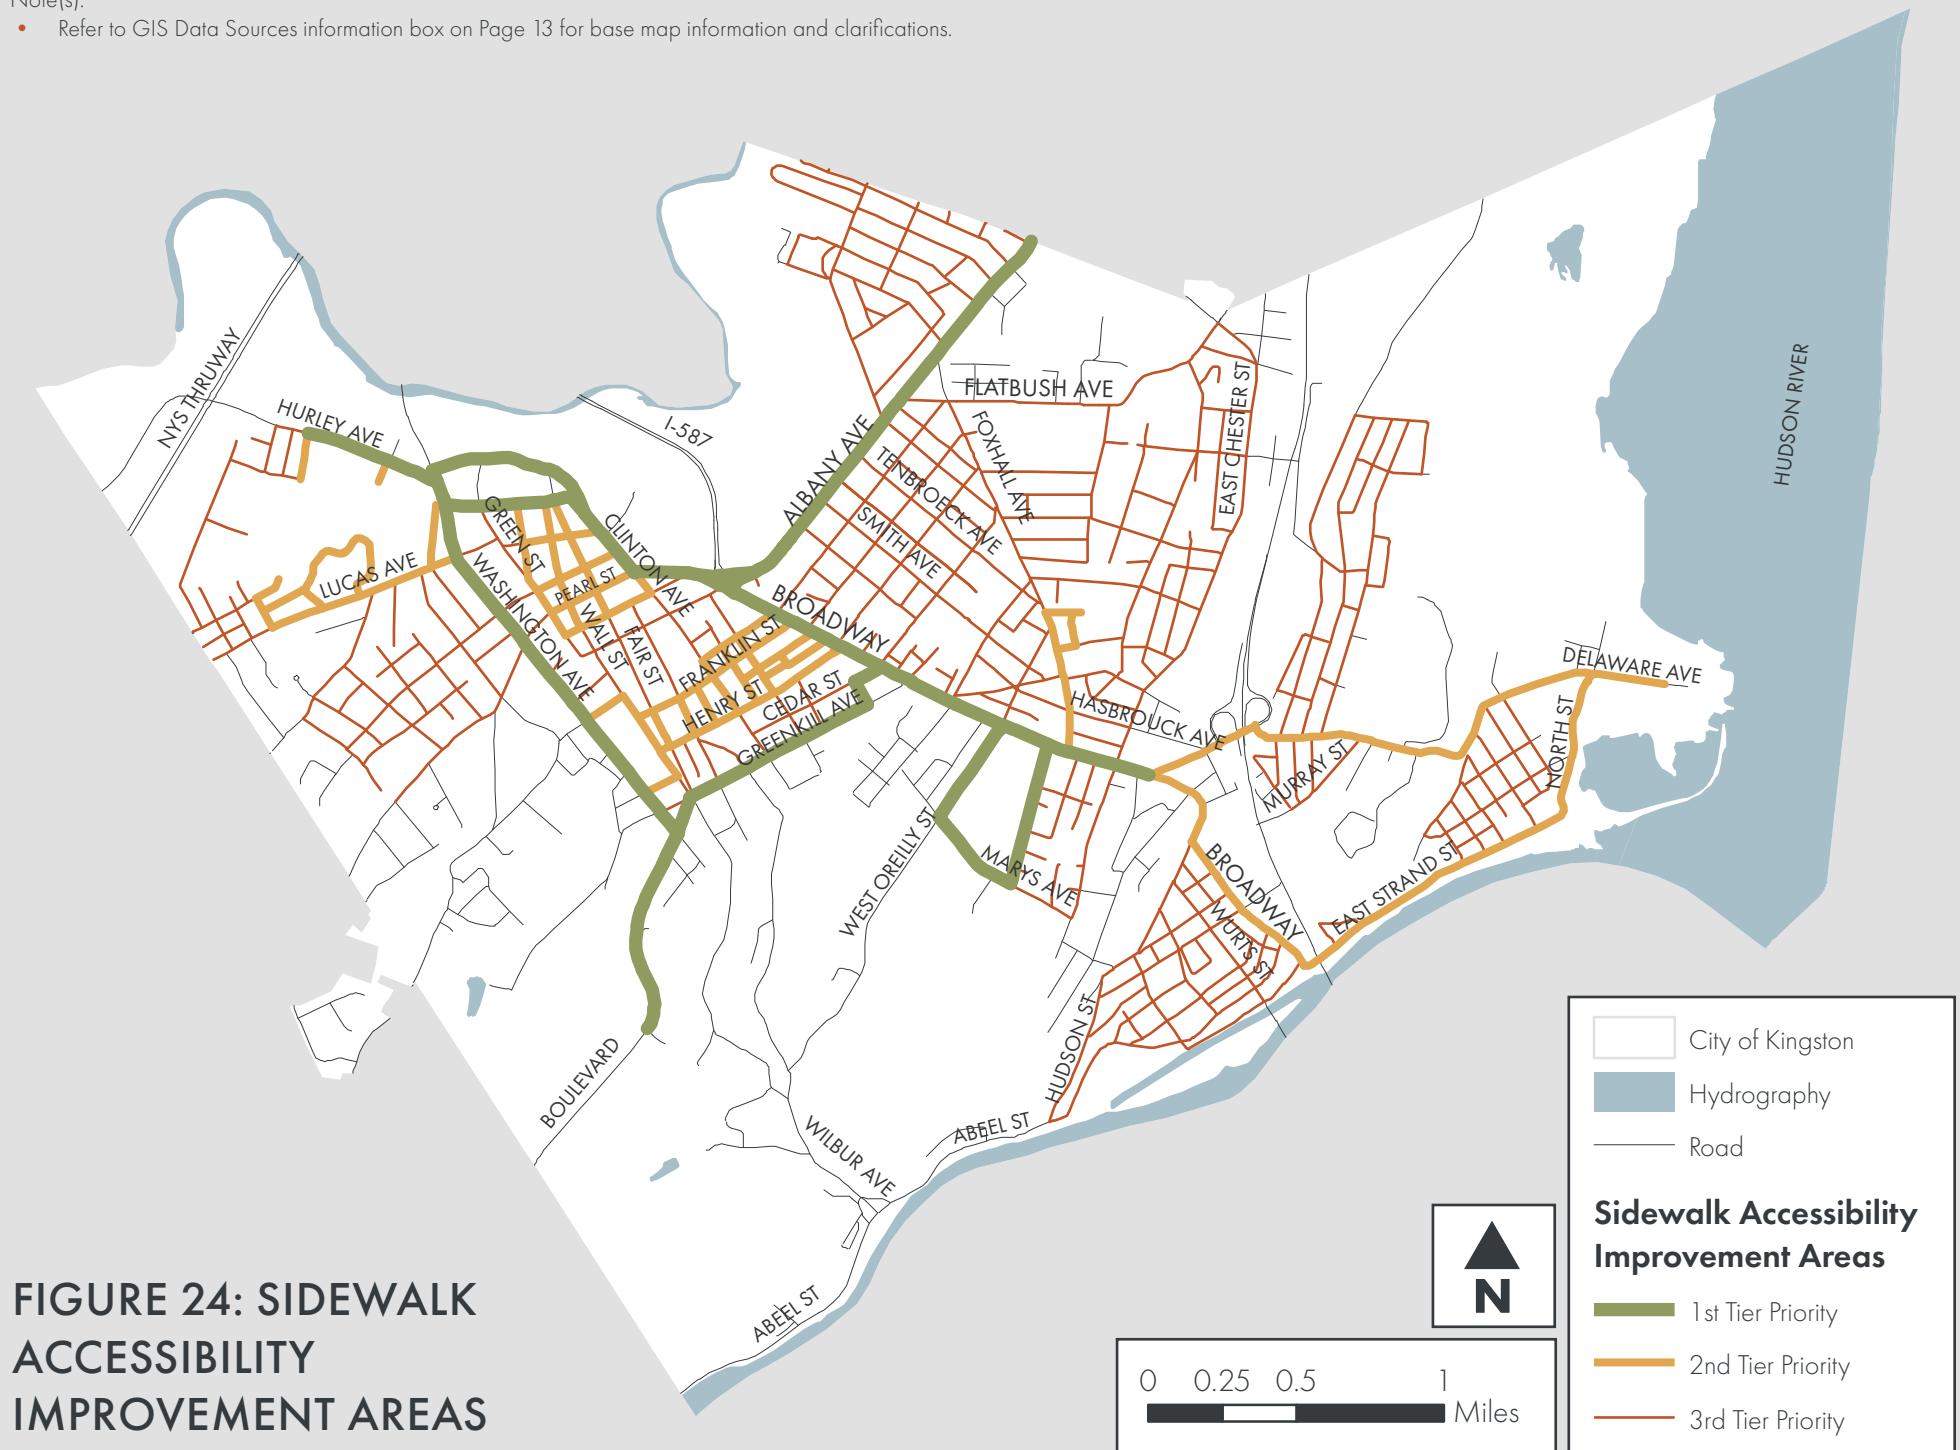 Note(s):
• Refer to GIS Data Sources information box on Page 13 for base map information and clarifications.
NYS THRUWAY
HURLEY AVE
I-587
ALBANY AVE
FLATBUSH AVE
FOXHALL AVE
EAST CHESTER ST
HUDSON RIVER
TENBROECK AVE
SMITH AVE
LUCAS AVE
GREEN ST
CLINTON AVE
PEARL ST
WASHINGTON AVE
WALL ST
FAIR ST
BROADWAY
FRANKLIN ST
HENRY ST
CEDAR ST
GREENKILL AVE
HASBROUCK AVE
DELAWARE AVE
NORTH ST
MURRAY ST
WEST OREILLY ST
MARYS AVE
BROADWAY
WURTS ST
EAST STRAND ST
HUDSON ST
BOULEVARD
WILBUR AVE
ABEEL ST
ABEEL ST
FIGURE 24: SIDEWALK
ACCESSIBILITY
IMPROVEMENT AREAS
N
0 0.25 0.5 1
Miles
City of Kingston
Hydrography
Road
Sidewalk Accessibility
Improvement Areas
1st Tier Priority
2nd Tier Priority
3rd Tier Priority